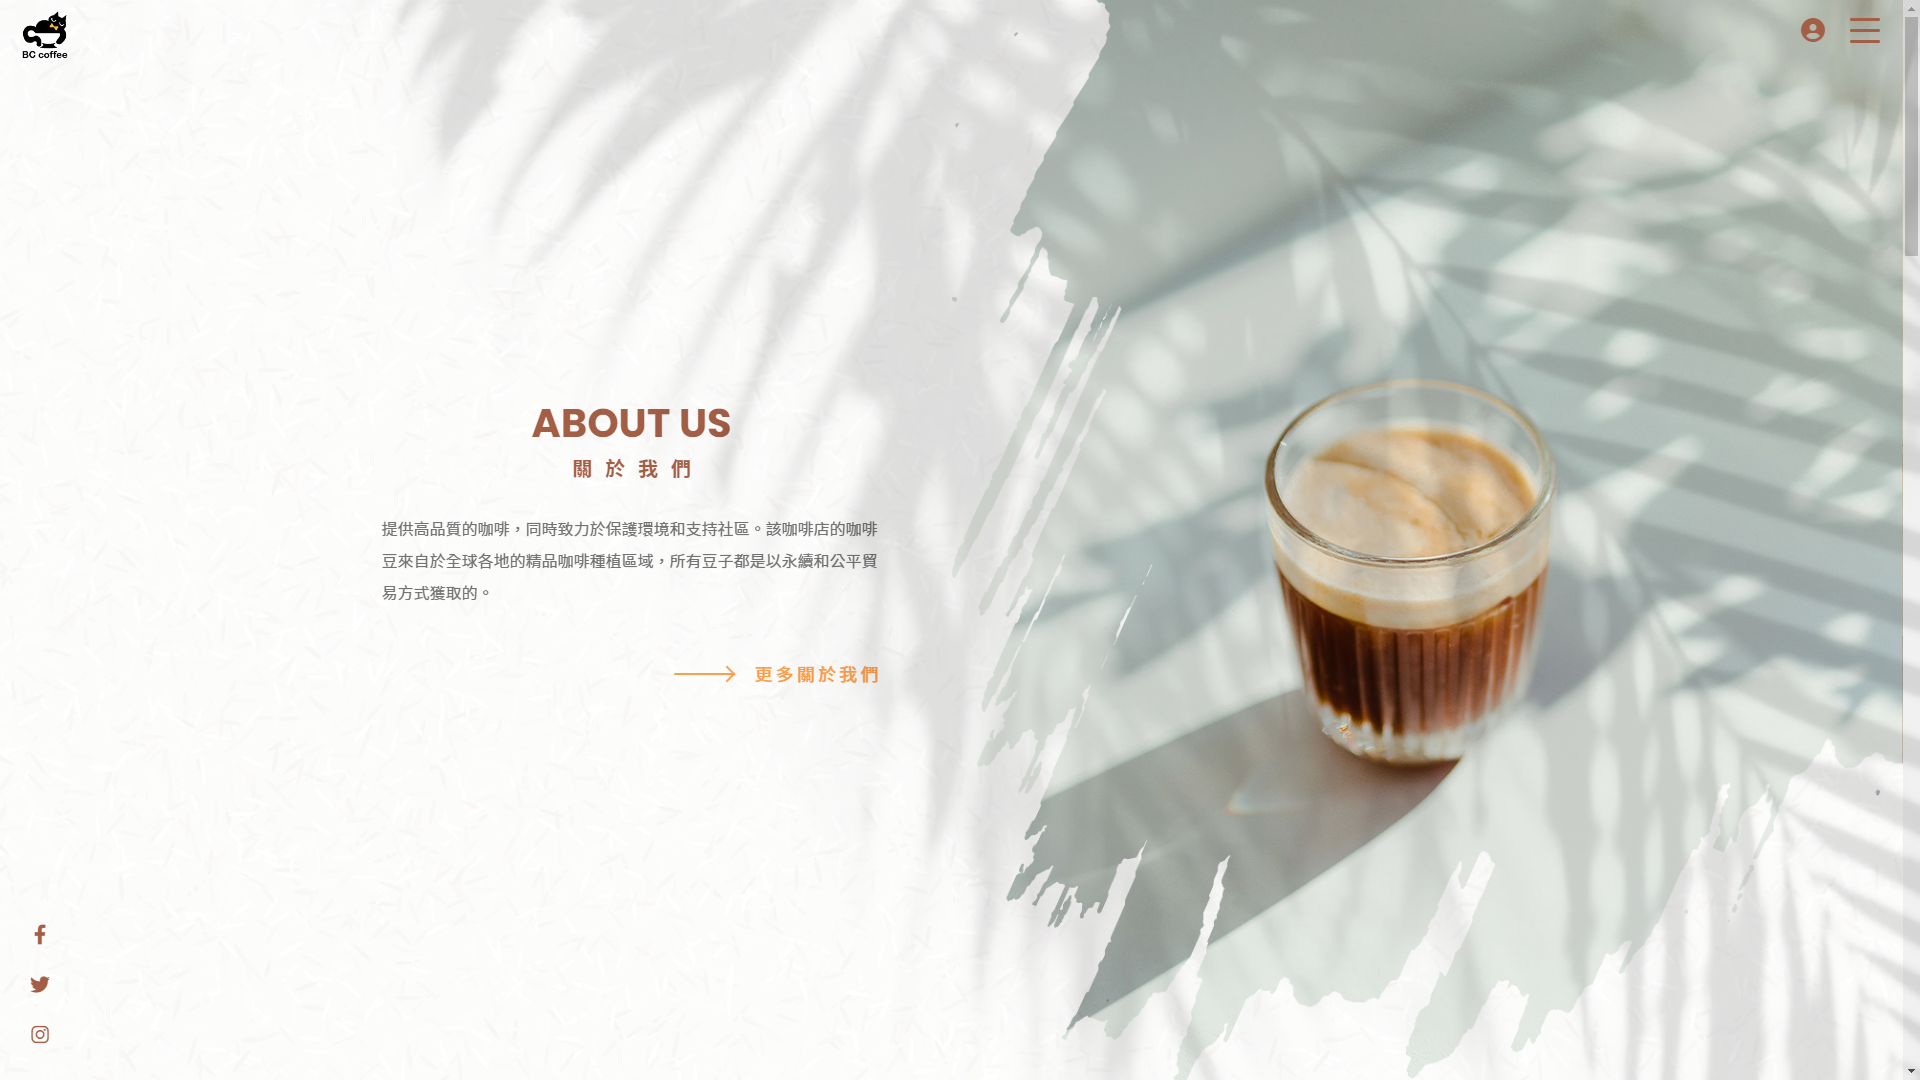 BC coffee
ABOUT US
關於我們
提供高品質的咖啡，同時致力於保護環境和支持社區。該咖啡店的咖啡
豆來自於全球各地的精品咖啡種植區域，所有豆子都是以永續和公平貿
易方式獲取的。
更多關於我們